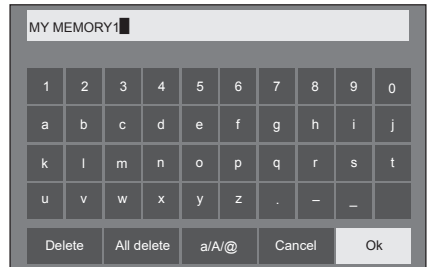 MY MEMORY1
1 2 3 4 5 6 7 8 9 0
a b c d e f g h i j
k l m n o p q r s t
u v w x y z . – _
Delete All delete a/A/@ Cancel Ok